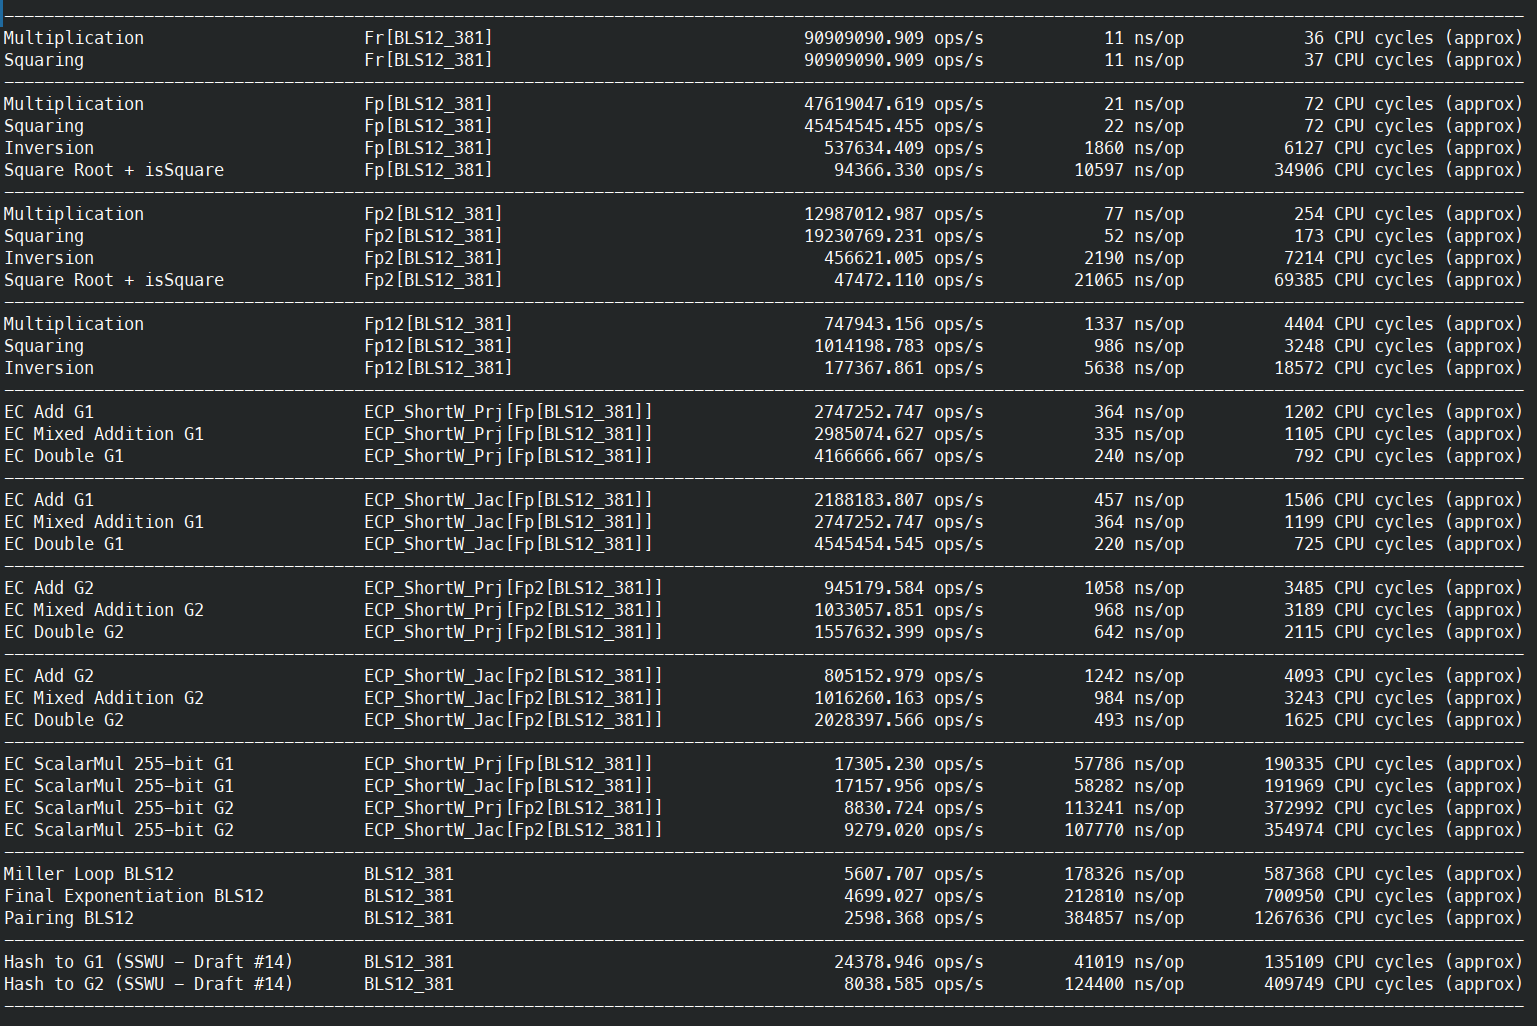 Multiplication Fr[BLS12_381] 90909090.909 ops/s 11 ns/op 36 CPU cycles (approx)
Squaring Fr[BLS12_381] 90909090.909 ops/s 11 ns/op 37 CPU cycles (approx)
Multiplication Fp[BLS12_381] 47619047.619 ops/s 21 ns/op 72 CPU cycles (approx)
Squaring Fp[BLS12_381] 45454545.455 ops/s 22 ns/op 72 CPU cycles (approx)
Inversion Fp[BLS12_381] 537634.409 ops/s 1860 ns/op 6127 CPU cycles (approx)
Square Root + isSquare Fp[BLS12_381] 94366.330 ops/s 10597 ns/op 34906 CPU cycles (approx)
Multiplication Fp2[BLS12_381] 12987012.987 ops/s 77 ns/op 254 CPU cycles (approx)
Squaring Fp2[BLS12_381] 19230769.231 ops/s 52 ns/op 173 CPU cycles (approx)
Inversion Fp2[BLS12_381] 456621.005 ops/s 2190 ns/op 7214 CPU cycles (approx)
Square Root + isSquare Fp2[BLS12_381] 47472.110 ops/s 21065 ns/op 69385 CPU cycles (approx)
Multiplication Fp12[BLS12_381] 747943.156 ops/s 1337 ns/op 4404 CPU cycles (approx)
Squaring Fp12[BLS12_381] 1014198.783 ops/s 986 ns/op 3248 CPU cycles (approx)
Inversion Fp12[BLS12_381] 177367.861 ops/s 5638 ns/op 18572 CPU cycles (approx)
EC Add G1 ECP_ShortW_Prj[Fp[BLS12_381]] 2747252.747 ops/s 364 ns/op 1202 CPU cycles (approx)
EC Mixed Addition G1 ECP_ShortW_Prj[Fp[BLS12_381]] 2985074.627 ops/s 335 ns/op 1105 CPU cycles (approx)
EC Double G1 ECP_ShortW_Prj[Fp[BLS12_381]] 4166666.667 ops/s 240 ns/op 792 CPU cycles (approx)
EC Add G1 ECP_ShortW_Jac[Fp[BLS12_381]] 2188183.807 ops/s 457 ns/op 1506 CPU cycles (approx)
EC Mixed Addition G1 ECP_ShortW_Jac[Fp[BLS12_381]] 2747252.747 ops/s 364 ns/op 1199 CPU cycles (approx)
EC Double G1 ECP_ShortW_Jac[Fp[BLS12_381]] 4545454.545 ops/s 220 ns/op 725 CPU cycles (approx)
EC Add G2 ECP_ShortW_Prj[Fp2[BLS12_381]] 945179.584 ops/s 1058 ns/op 3485 CPU cycles (approx)
EC Mixed Addition G2 ECP_ShortW_Prj[Fp2[BLS12_381]] 1033057.851 ops/s 968 ns/op 3189 CPU cycles (approx)
EC Double G2 ECP_ShortW_Prj[Fp2[BLS12_381]] 1557632.399 ops/s 642 ns/op 2115 CPU cycles (approx)
EC Add G2 ECP_ShortW_Jac[Fp2[BLS12_381]] 805152.979 ops/s 1242 ns/op 4093 CPU cycles (approx)
EC Mixed Addition G2 ECP_ShortW_Jac[Fp2[BLS12_381]] 1016260.163 ops/s 984 ns/op 3243 CPU cycles (approx)
EC Double G2 ECP_ShortW_Jac[Fp2[BLS12_381]] 2028397.566 ops/s 493 ns/op 1625 CPU cycles (approx)
EC ScalarMul 255-bit G1 ECP_ShortW_Prj[Fp[BLS12_381]] 17305.230 ops/s 57786 ns/op 190335 CPU cycles (approx)
EC ScalarMul 255-bit G1 ECP_ShortW_Jac[Fp[BLS12_381]] 17157.956 ops/s 58282 ns/op 191969 CPU cycles (approx)
EC ScalarMul 255-bit G2 ECP_ShortW_Prj[Fp2[BLS12_381]] 8830.724 ops/s 113241 ns/op 372992 CPU cycles (approx)
EC ScalarMul 255-bit G2 ECP_ShortW_Jac[Fp2[BLS12_381]] 9279.020 ops/s 107770 ns/op 354974 CPU cycles (approx)
Miller Loop BLS12 BLS12_381 5607.707 ops/s 178326 ns/op 587368 CPU cycles (approx)
Final Exponentiation BLS12 BLS12_381 4699.027 ops/s 212810 ns/op 700950 CPU cycles (approx)
Pairing BLS12 BLS12_381 2598.368 ops/s 384857 ns/op 1267636 CPU cycles (approx)
Hash to G1 (SSWU - Draft #14) BLS12_381 24378.946 ops/s 41019 ns/op 135109 CPU cycles (approx)
Hash to G2 (SSWU - Draft #14) BLS12_381 8038.585 ops/s 124400 ns/op 409749 CPU cycles (approx)